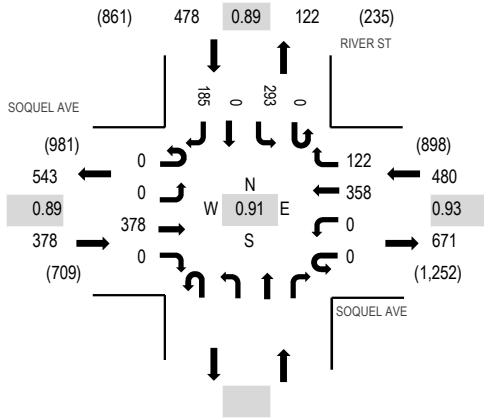 (861) 478 0.89 122 (235)
RIVER ST
185 0 293 0
SOQUEL AVE
(981) (898)
543 0 122 480
0 358
N
0.89 W 0.91 E 0.93
378 0
S
378 0 0 671
(709) (1,252)
SOQUEL AVE